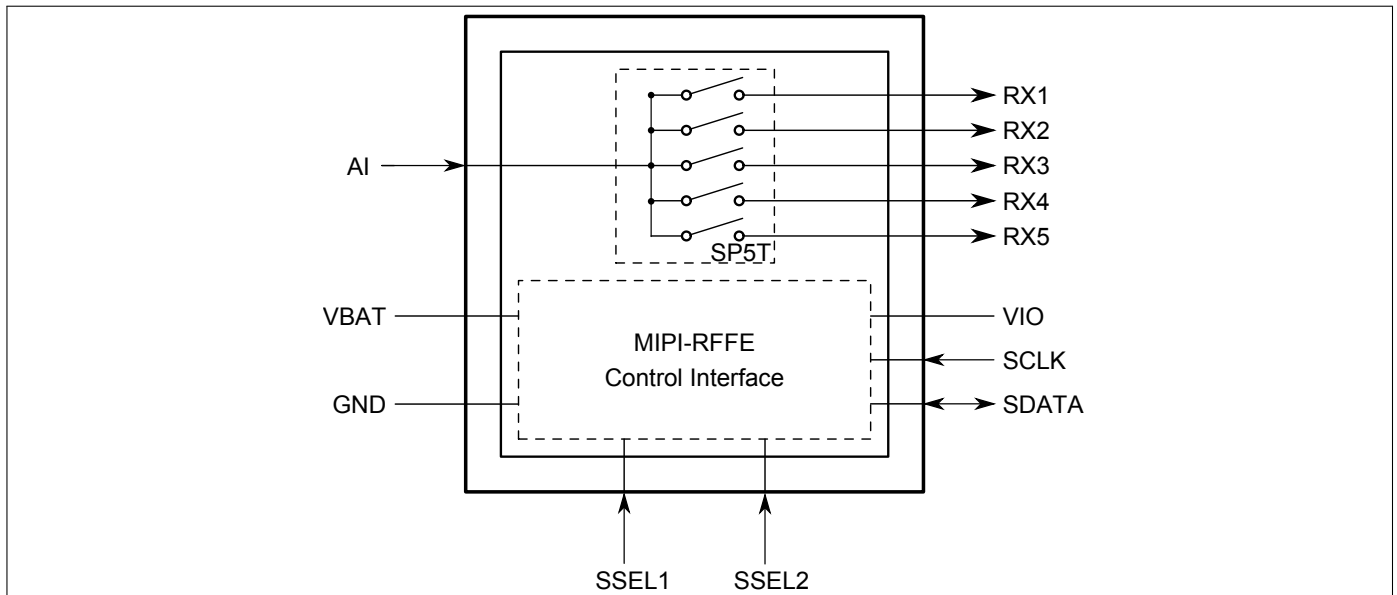 RX1
RX2
AI
RX3
RX4
RX5
SP5T
VBAT
VIO
MIPI-RFFE
Control Interface
SCLK
GND
SDATA
SSEL1
SSEL2